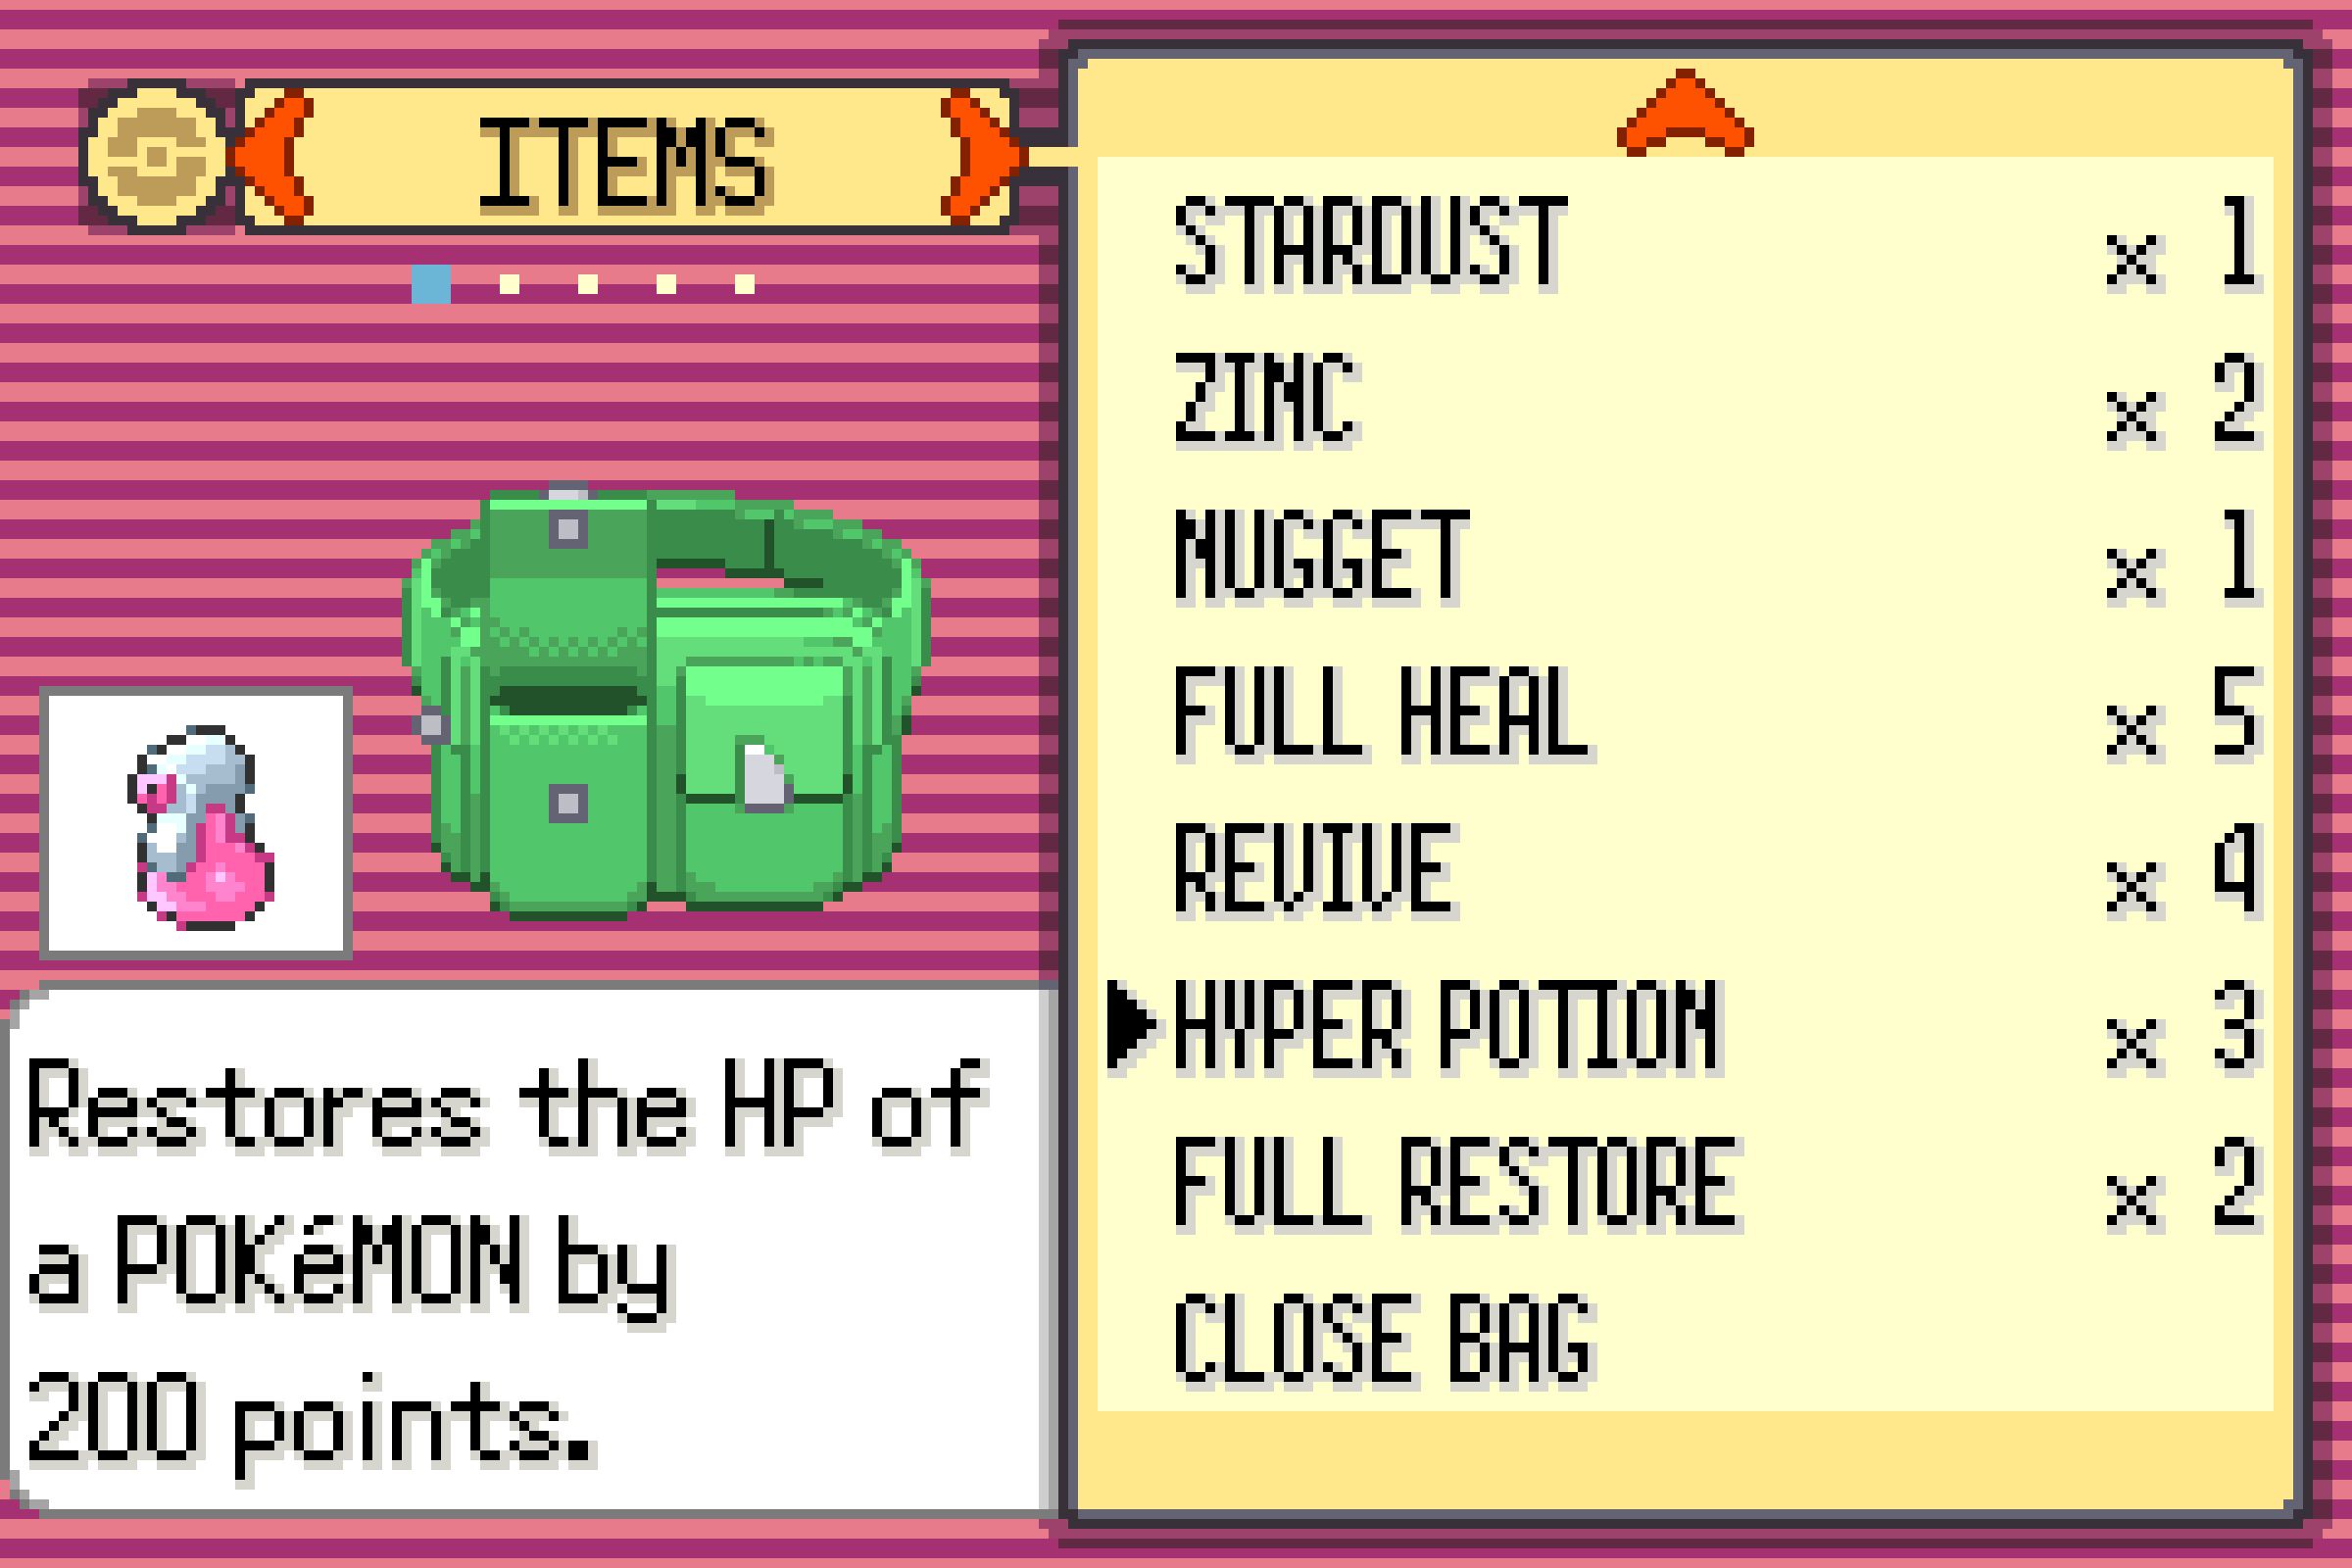 ITEMS
STARDUST × 1
ZINC × 2
NUGGET × 1
FULL HEAL × 5
REVIVE × 4
HYPER POTION × 3
FULL RESTORE × 2
CLOSE BAG
Restores the HP of
a POKéMON by
200 points.